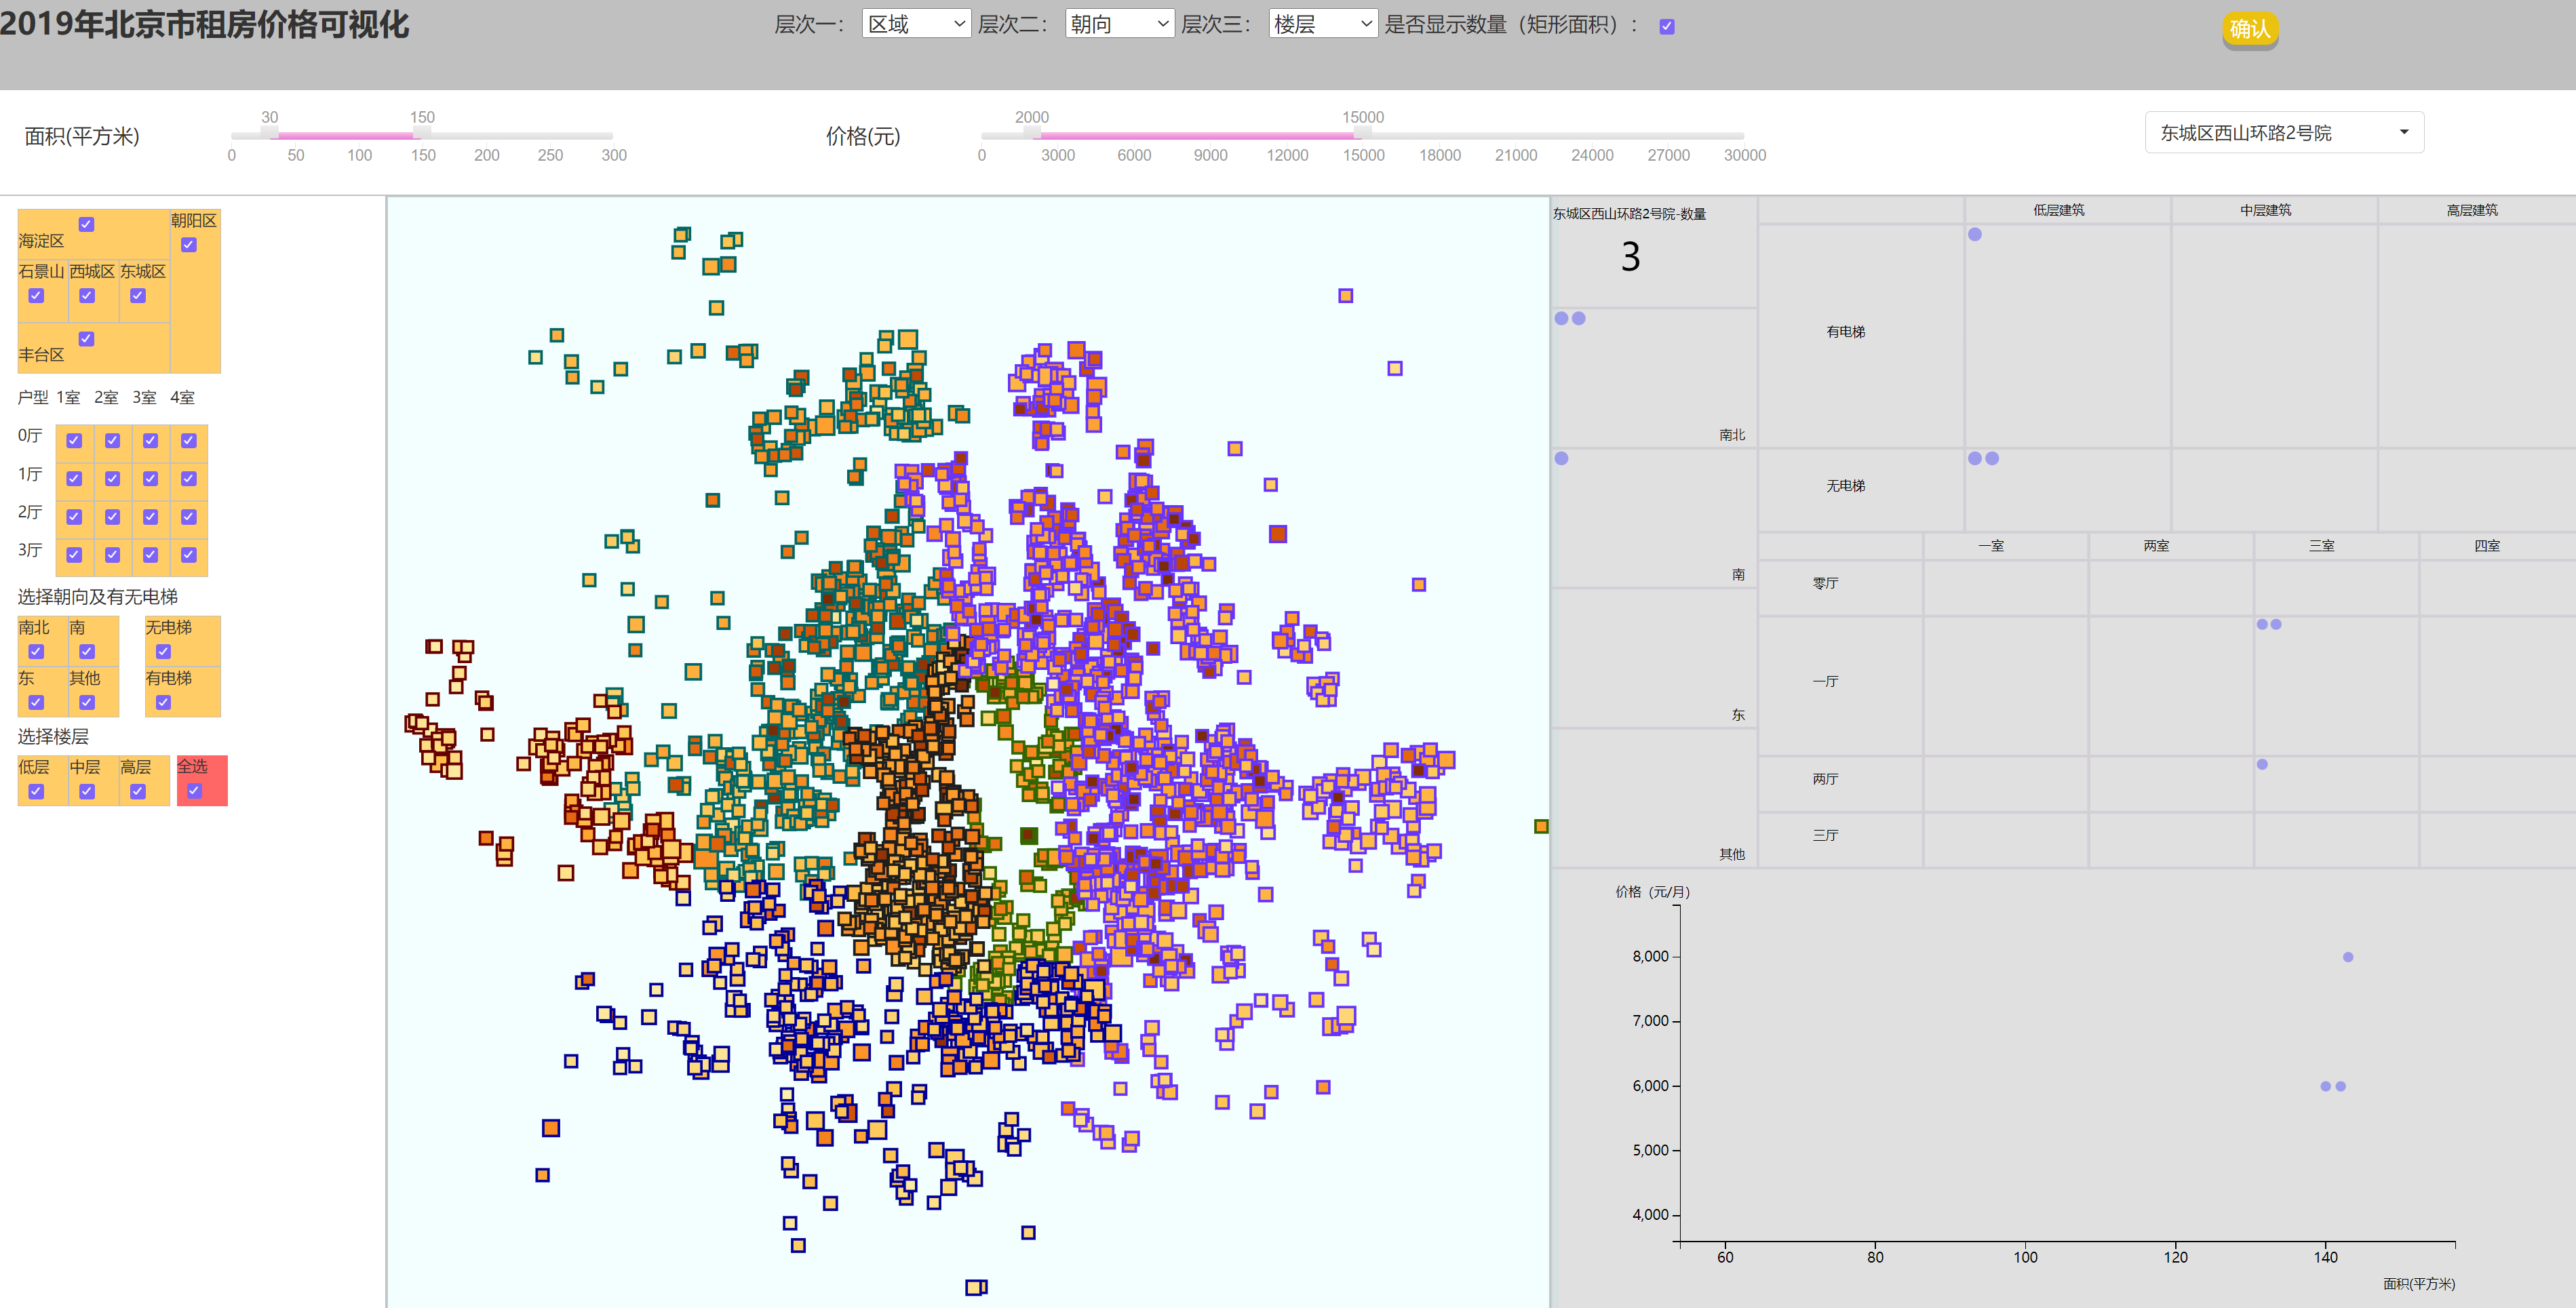 2019年北京市租房价格可视化
层次一： 区域 层次二： 朝向 层次三： 楼层 是否显示数量（矩形面积）：
确认
面积(平方米)
30 150
0 50 100 150 200 250 300
价格(元)
2000 15000
0 3000 6000 9000 12000 15000 18000 21000 24000 27000 30000
东城区西山环路2号院
海淀区
朝阳区
石景山 西城区 东城区
丰台区
户型 1室 2室 3室 4室
0厅
1厅
2厅
3厅
选择朝向及有无电梯
南北 南 无电梯
东 其他 有电梯
选择楼层
低层 中层 高层 全选
东城区西山环路2号院-数量
3
南北
南
东
其他
低层建筑 中层建筑 高层建筑
有电梯
无电梯
一室 两室 三室 四室
零厅
一厅
两厅
三厅
价格（元/月）
8,000
7,000
6,000
5,000
4,000
60 80 100 120 140
面积(平方米)